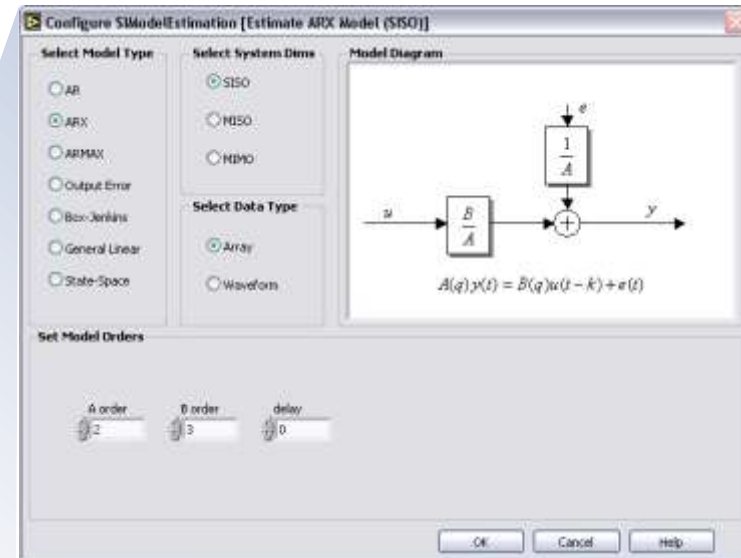 Configure SIModelEstimation [Estimate ARX Model (SISO)]
Select Model Type
AR
ARX
ARMAX
Output Error
Box-Jenkins
General Linear
State-Space
Select System Dims
SISO
MISO
MIMO
Select Data Type
Array
Waveform
Model Diagram
e
1
A
u
B
A
+
y
A(q)y(t) = B(q)u(t − k) + e(t)
Set Model Orders
A order
2
B order
3
delay
0
OK
Cancel
Help